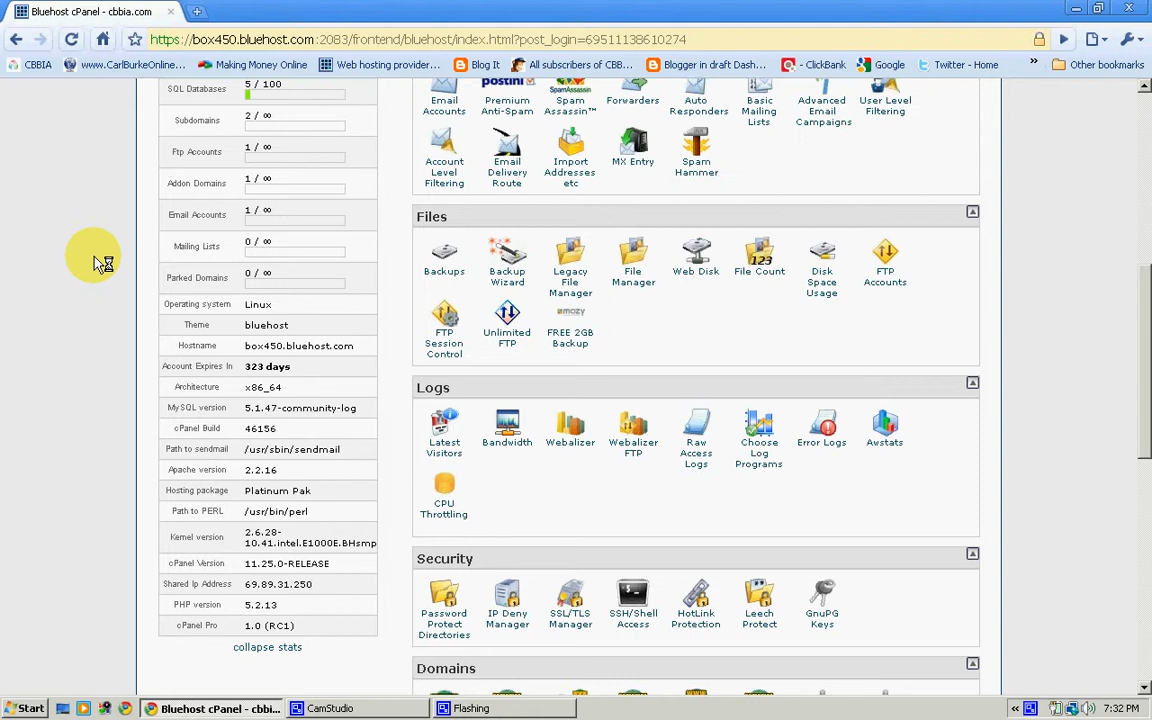 Bluehost cPanel - cbbia.com
https://box450.bluehost.com:2083/frontend/bluehost/index.html?post_login=69511138610274
CBBIA
www.CarlBurkeOnline...
Making Money Online
Web hosting provider...
Blog It
All subscribers of CBB...
Blogger in draft Dash...
- ClickBank
Google
Twitter - Home
»
Other bookmarks
SQL Databases
5 / 100
Subdomains
2 / ∞
Ftp Accounts
1 / ∞
Addon Domains
1 / ∞
Email Accounts
1 / ∞
Mailing Lists
0 / ∞
Parked Domains
0 / ∞
Operating system Linux
Theme bluehost
Hostname box450.bluehost.com
Account Expires In 323 days
Architecture x86_64
MySQL version 5.1.47-community-log
cPanel Build 46156
Path to sendmail /usr/sbin/sendmail
Apache version 2.2.16
Hosting package Platinum Pak
Path to PERL /usr/bin/perl
Kernel version 2.6.28-
10.41.intel.E1000E.BHsmp
cPanel Version 11.25.0-RELEASE
Shared Ip Address 69.89.31.250
PHP version 5.2.13
cPanel Pro 1.0 (RC1)
collapse stats
postini
SpamAssassin
Email
Accounts
Premium
Anti-Spam
Spam
Assassin™
Forwarders
Auto
Responders
Basic
Mailing
Lists
Advanced
Email
Campaigns
User Level
Filtering
Account
Level
Filtering
Email
Delivery
Route
Import
Addresses
etc
MX Entry
Spam
Hammer
Files
Backups
Backup
Wizard
Legacy
File
Manager
File
Manager
Web Disk
123
File Count
Disk
Space
Usage
FTP
Accounts
FTP
Session
Control
Unlimited
FTP
mozy
FREE 2GB
Backup
Logs
Latest
Visitors
Bandwidth
Webalizer
Webalizer
FTP
Raw
Access
Logs
Choose
Log
Programs
Error Logs
Awstats
CPU
Throttling
Security
Password
Protect
Directories
IP Deny
Manager
SSL/TLS
Manager
SSH/Shell
Access
HotLink
Protection
Leech
Protect
GnuPG
Keys
Domains
Start
Bluehost cPanel - cbbi...
CamStudio
Flashing
«
7:32 PM